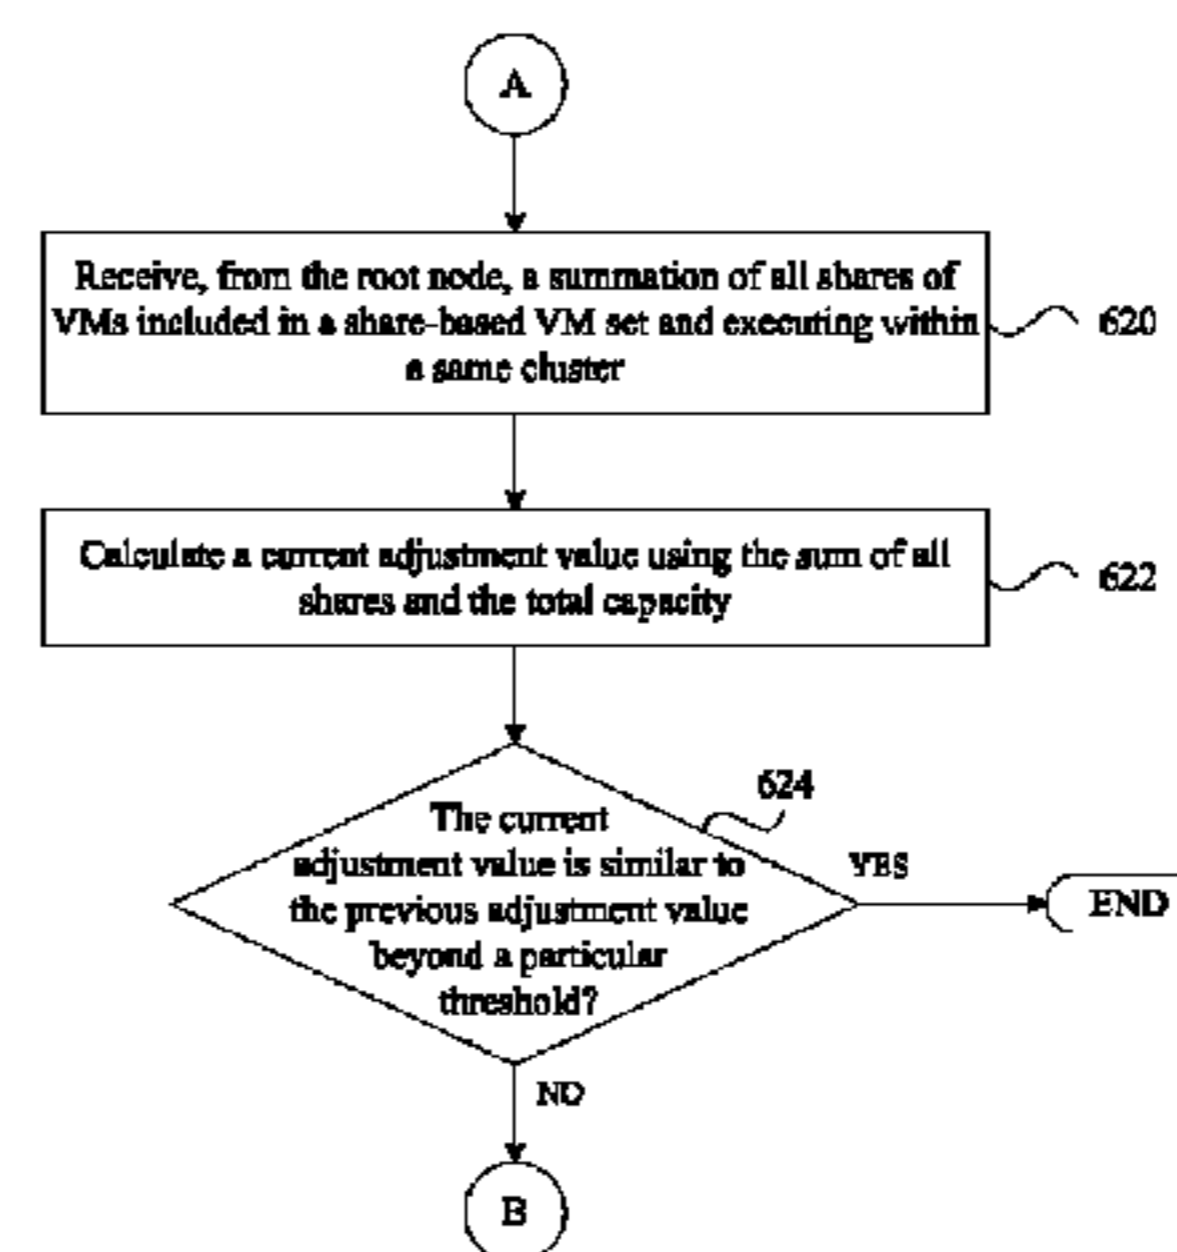 A
Receive, from the root node, a summation of all shares of
VMs included in a share-based VM set and executing within
a same cluster
620
Calculate a current adjustment value using the sum of all
shares and the total capacity
622
624
The current
adjustment value is similar to
the previous adjustment value
beyond a particular
threshold?
YES
END
NO
B